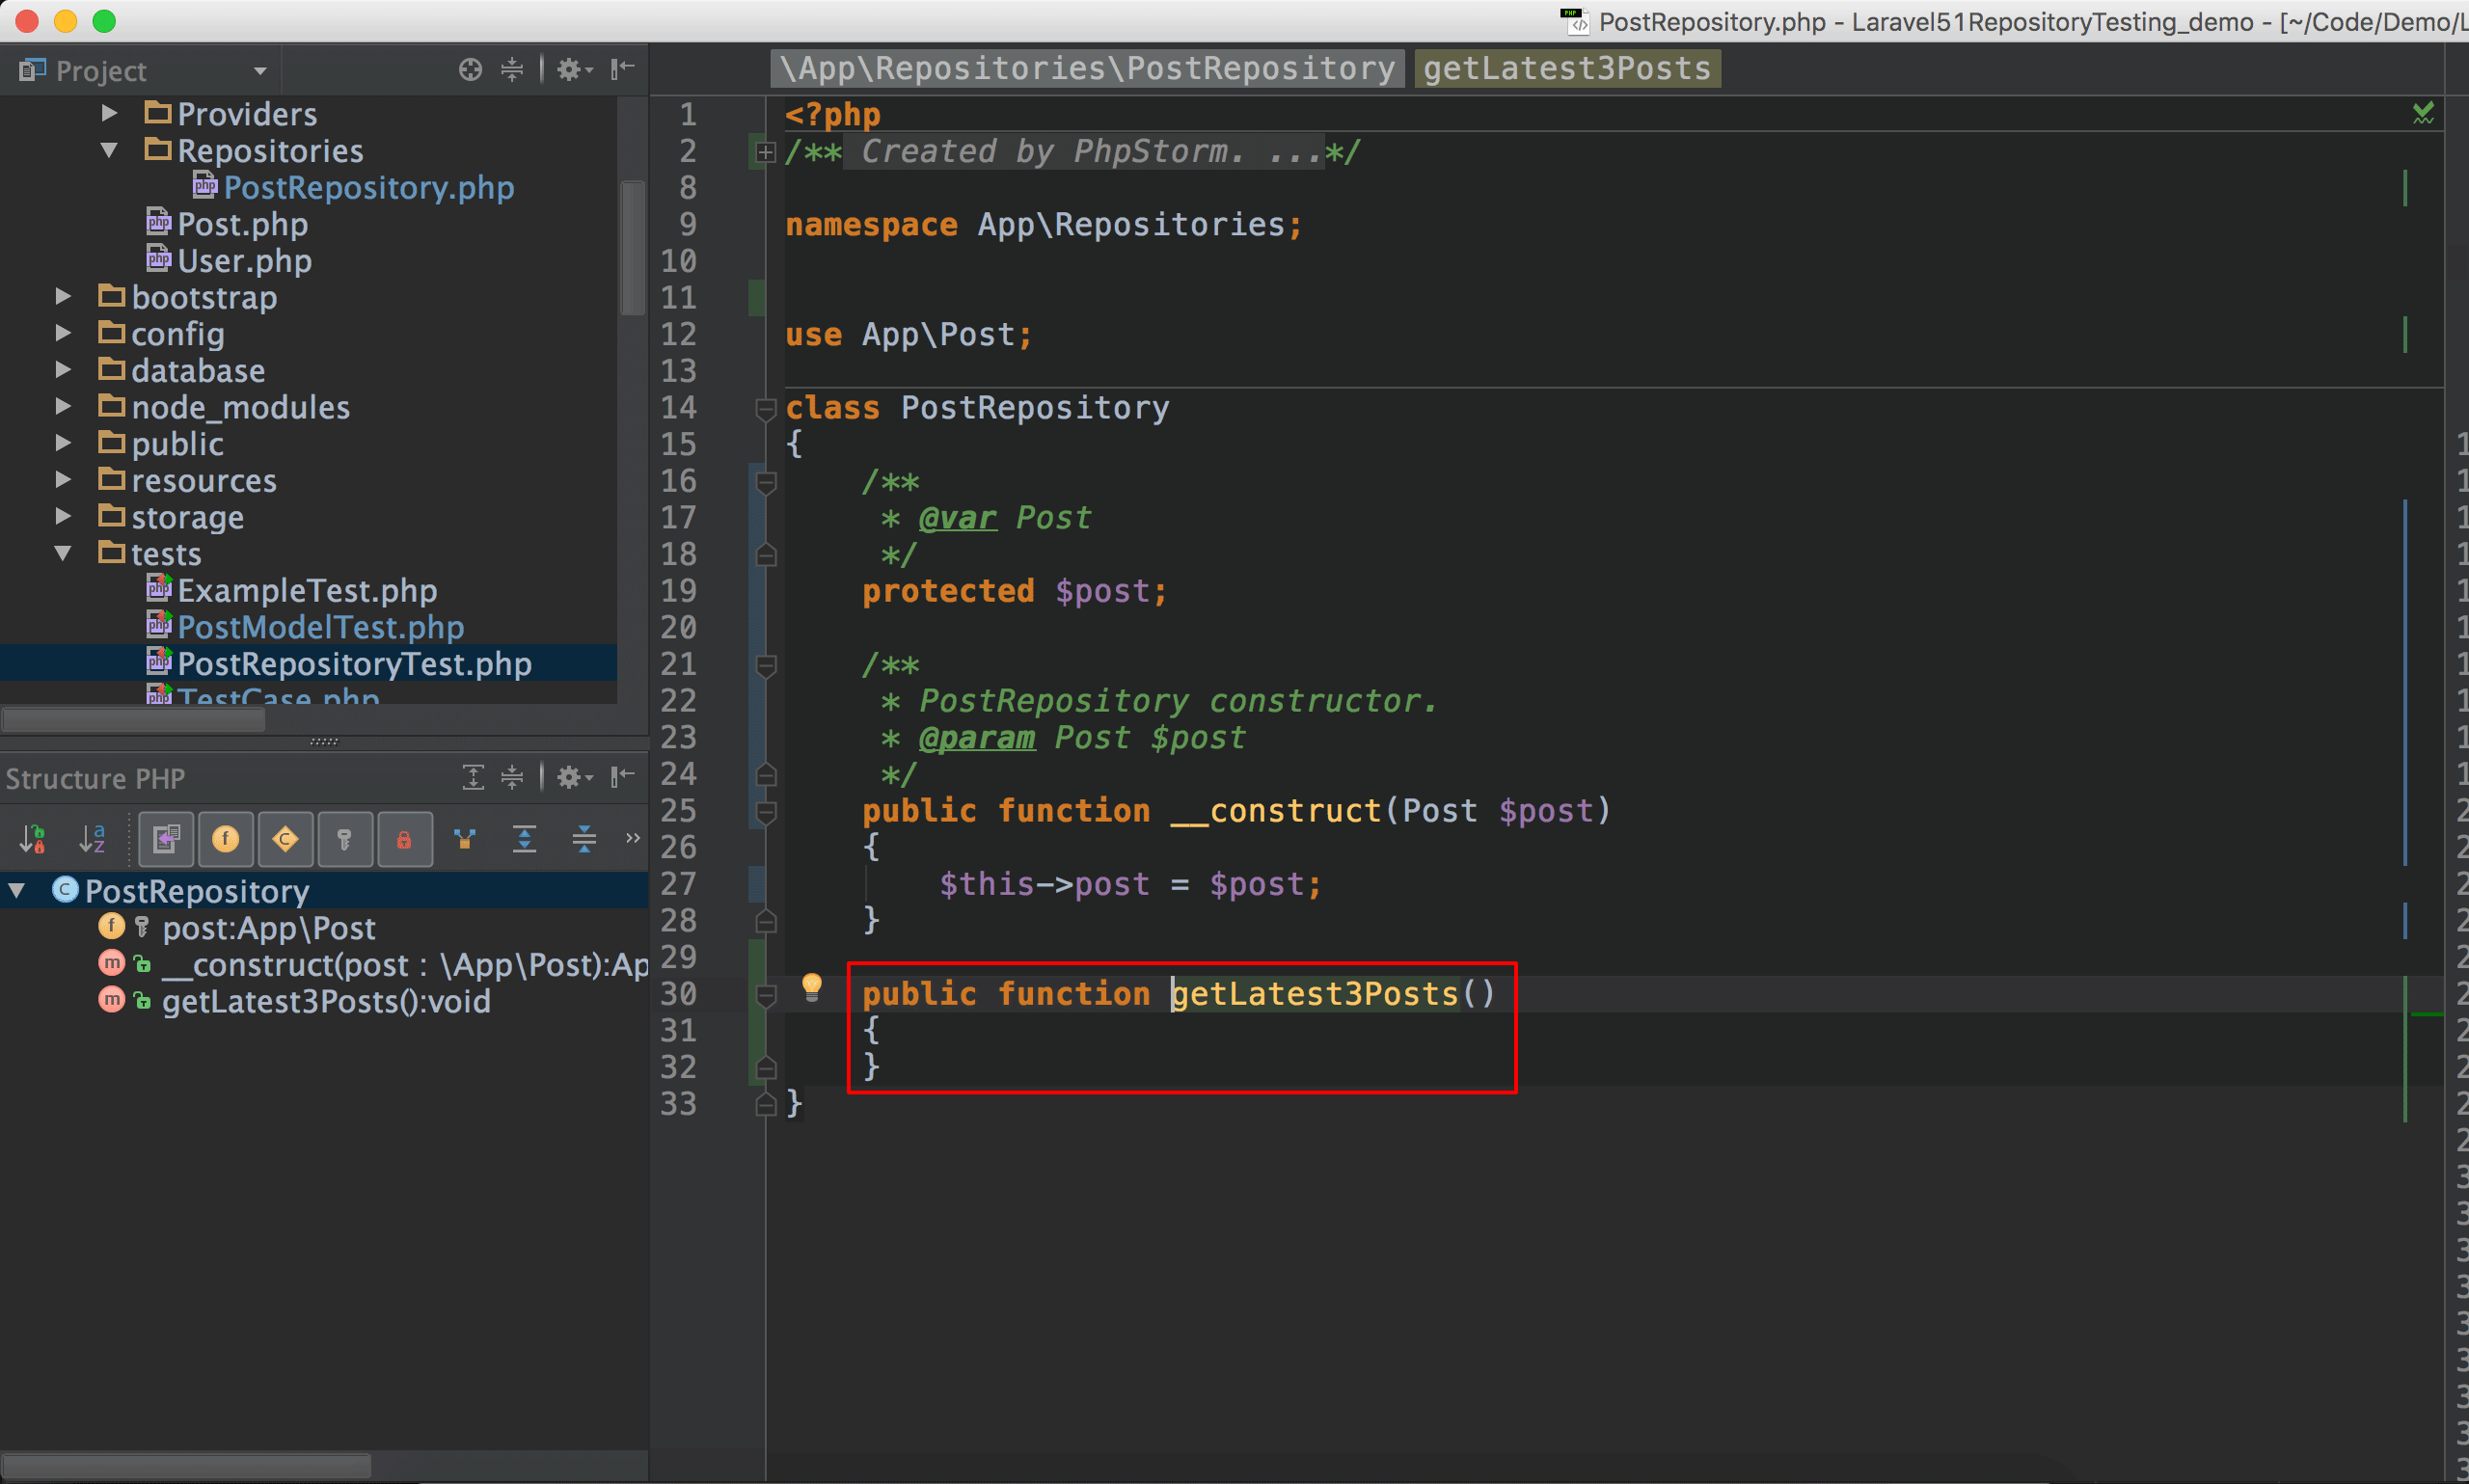 PostRepository.php - Laravel51RepositoryTesting_demo - [~/Code/Demo/L
Project
Providers
Repositories
PostRepository.php
Post.php
User.php
bootstrap
config
database
node_modules
public
resources
storage
tests
ExampleTest.php
PostModelTest.php
PostRepositoryTest.php
TestCase.php
Structure PHP
PostRepository
post:App\Post
__construct(post : \App\Post):Ap
getLatest3Posts():void
\App\Repositories\PostRepository getLatest3Posts
1 <?php
2 /** Created by PhpStorm. ...*/
8
9 namespace App\Repositories;
10
11
12 use App\Post;
13
14 class PostRepository
15 {
16 /**
17 * @var Post
18 */
19 protected $post;
20
21 /**
22 * PostRepository constructor.
23 * @param Post $post
24 */
25 public function __construct(Post $post)
26 {
27 $this->post = $post;
28 }
29
30 public function getLatest3Posts()
31 {
32 }
33 }